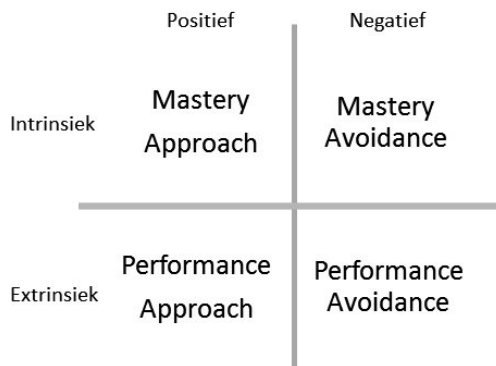 Positief
Negatief
Intrinsiek
Mastery
Approach
Mastery
Avoidance
Extrinsiek
Performance
Approach
Performance
Avoidance